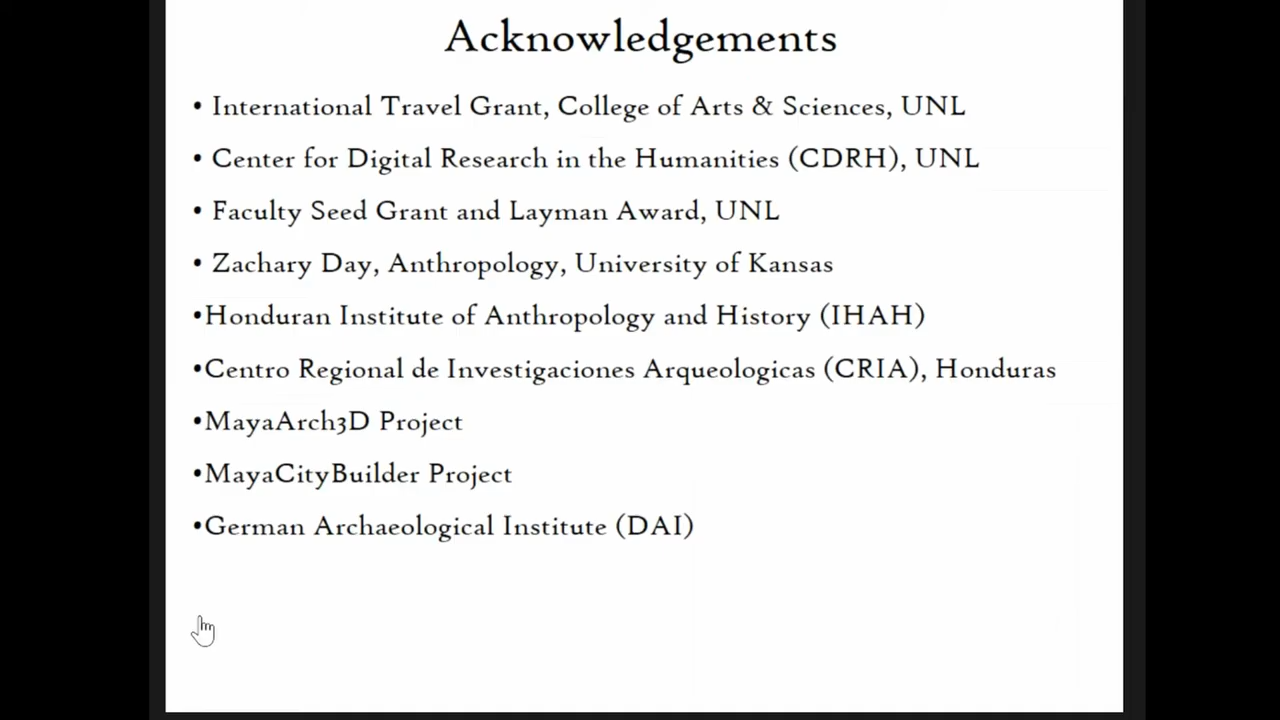 Acknowledgements
• International Travel Grant, College of Arts & Sciences, UNL
• Center for Digital Research in the Humanities (CDRH), UNL
• Faculty Seed Grant and Layman Award, UNL
• Zachary Day, Anthropology, University of Kansas
•Honduran Institute of Anthropology and History (IHAH)
•Centro Regional de Investigaciones Arqueologicas (CRIA), Honduras
•MayaArch3D Project
•MayaCityBuilder Project
•German Archaeological Institute (DAI)